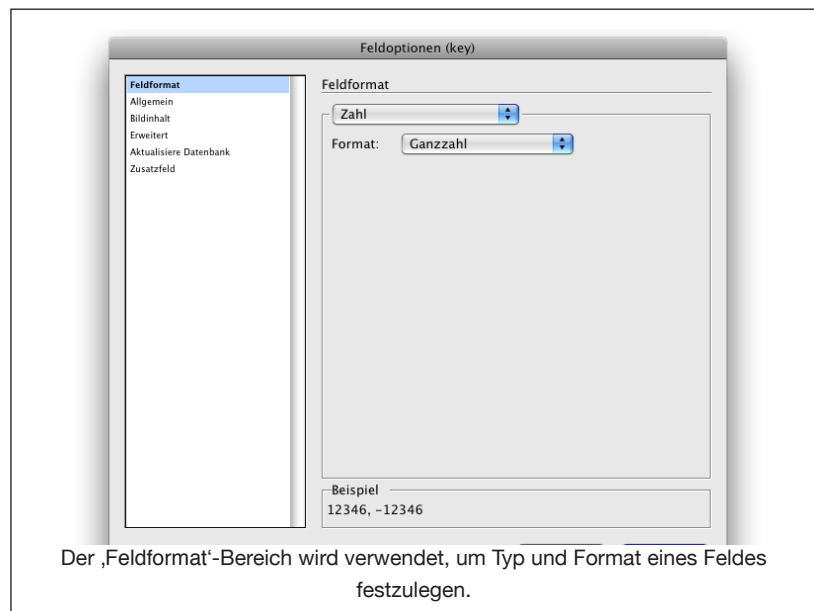 Feldoptionen (key)
Feldformat
Allgemein
Bildinhalt
Erweitert
Aktualisiere Datenbank
Zusatzfeld
Feldformat
Zahl
Format: Ganzzahl
Beispiel
12346, -12346
Der ‚Feldformat‘-Bereich wird verwendet, um Typ und Format eines Feldes
festzulegen.